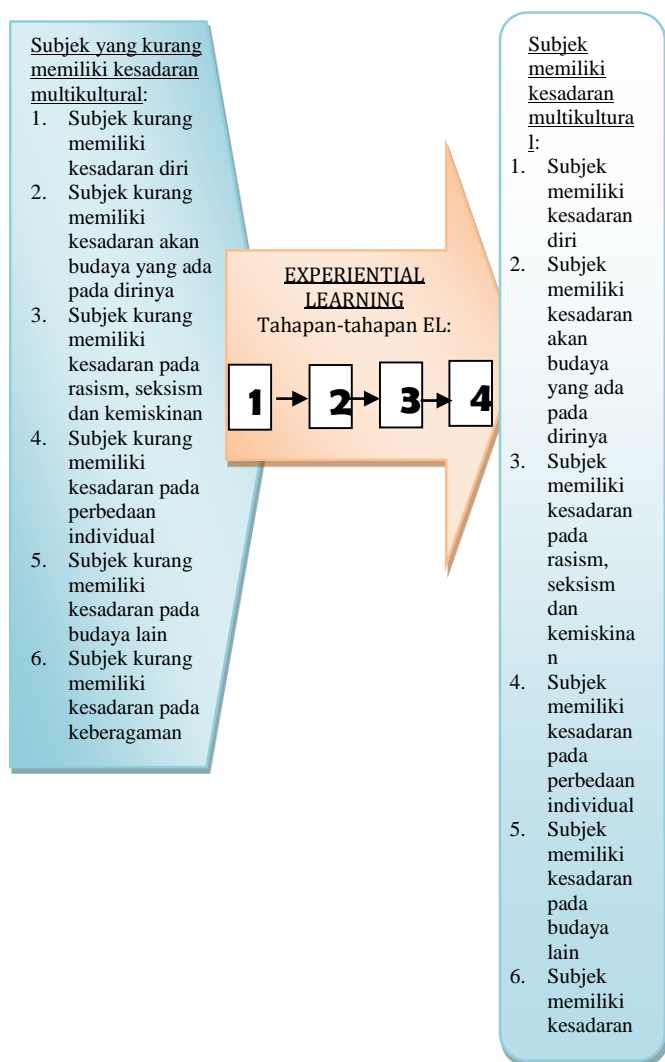 Subjek yang kurang
memiliki kesadaran
multikultural:
1. Subjek kurang
memiliki
kesadaran diri
2. Subjek kurang
memiliki
kesadaran akan
budaya yang ada
pada dirinya
3. Subjek kurang
memiliki
kesadaran pada
rasism, seksism
dan kemiskinan
4. Subjek kurang
memiliki
kesadaran pada
perbedaan
individual
5. Subjek kurang
memiliki
kesadaran pada
budaya lain
6. Subjek kurang
memiliki
kesadaran pada
keberagaman
EXPERIENTIAL
LEARNING
Tahapan-tahapan EL:
1 2 3 4
Subjek
memiliki
kesadaran
multikultura
l:
1. Subjek
memiliki
kesadaran
diri
2. Subjek
memiliki
kesadaran
akan
budaya
yang ada
pada
dirinya
3. Subjek
memiliki
kesadaran
pada
rasism,
seksism
dan
kemiskina
n
4. Subjek
memiliki
kesadaran
pada
perbedaan
individual
5. Subjek
memiliki
kesadaran
pada
budaya
lain
6. Subjek
memiliki
kesadaran